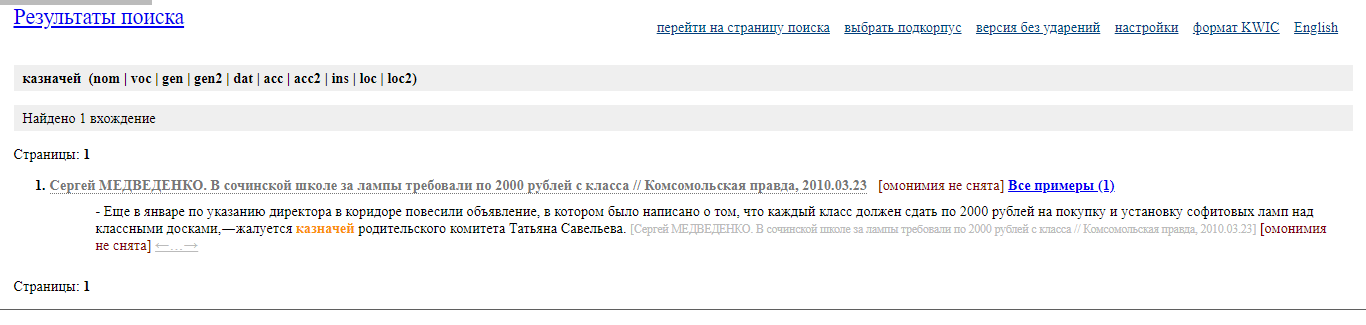 Результаты поиска
перейти на страницу поиска выбрать подкорпус версия без ударений настройки формат KWIC English
казначей (nom | voc | gen | gen2 | dat | acc | acc2 | ins | loc | loc2)
Найдено 1 вхождение
Страницы: 1
1. Сергей МЕДВЕДЕНКО. В сочинской школе за лампы требовали по 2000 рублей с класса // Комсомольская правда, 2010.03.23 [омонимия не снята] Все примеры (1)
- Еще в январе по указанию директора в коридоре повесили объявление, в котором было написано о том, что каждый класс должен сдать по 2000 рублей на покупку и установку софитовых ламп над
классными досками,―жалуется казначей родительского комитета Татьяна Савельева. [Сергей МЕДВЕДЕНКО. В сочинской школе за лампы требовали по 2000 рублей с класса // Комсомольская правда, 2010.03.23] [омонимия
не снята] ←…→
Страницы: 1